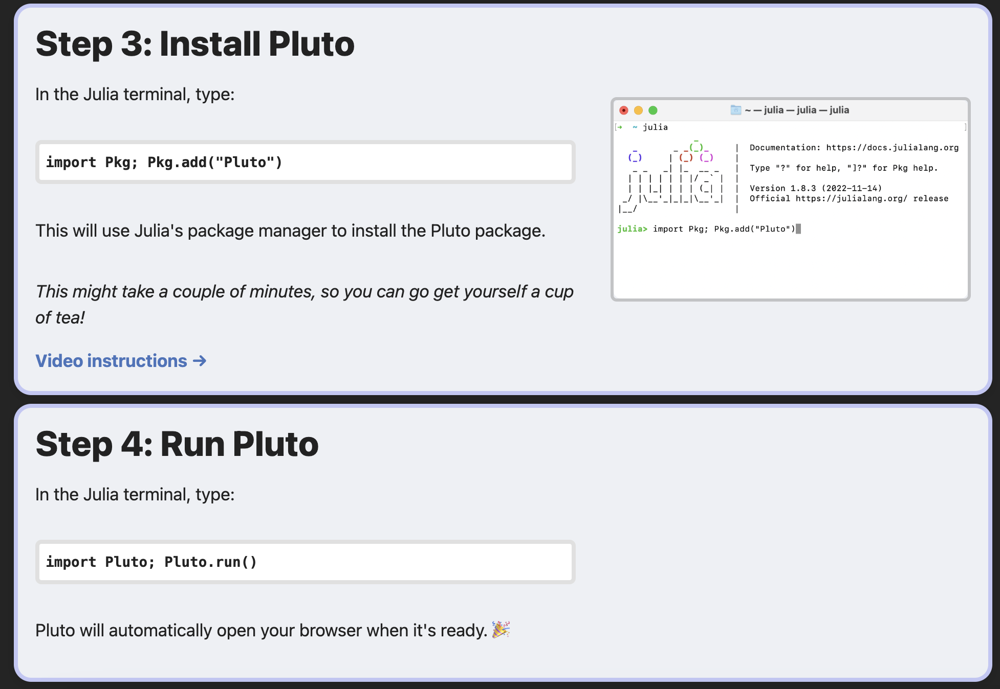 Step 3: Install Pluto
In the Julia terminal, type:
import Pkg; Pkg.add("Pluto")
This will use Julia's package manager to install the Pluto package.
This might take a couple of minutes, so you can go get yourself a cup
of tea!
Video instructions →
~ — julia — julia — julia
[➜  ~ julia ]
Documentation: https://docs.julialang.org
Type "?" for help, "]?" for Pkg help.
Version 1.8.3 (2022-11-14)
Official https://julialang.org/ release
julia> import Pkg; Pkg.add("Pluto")
Step 4: Run Pluto
In the Julia terminal, type:
import Pluto; Pluto.run()
Pluto will automatically open your browser when it's ready. 🎉